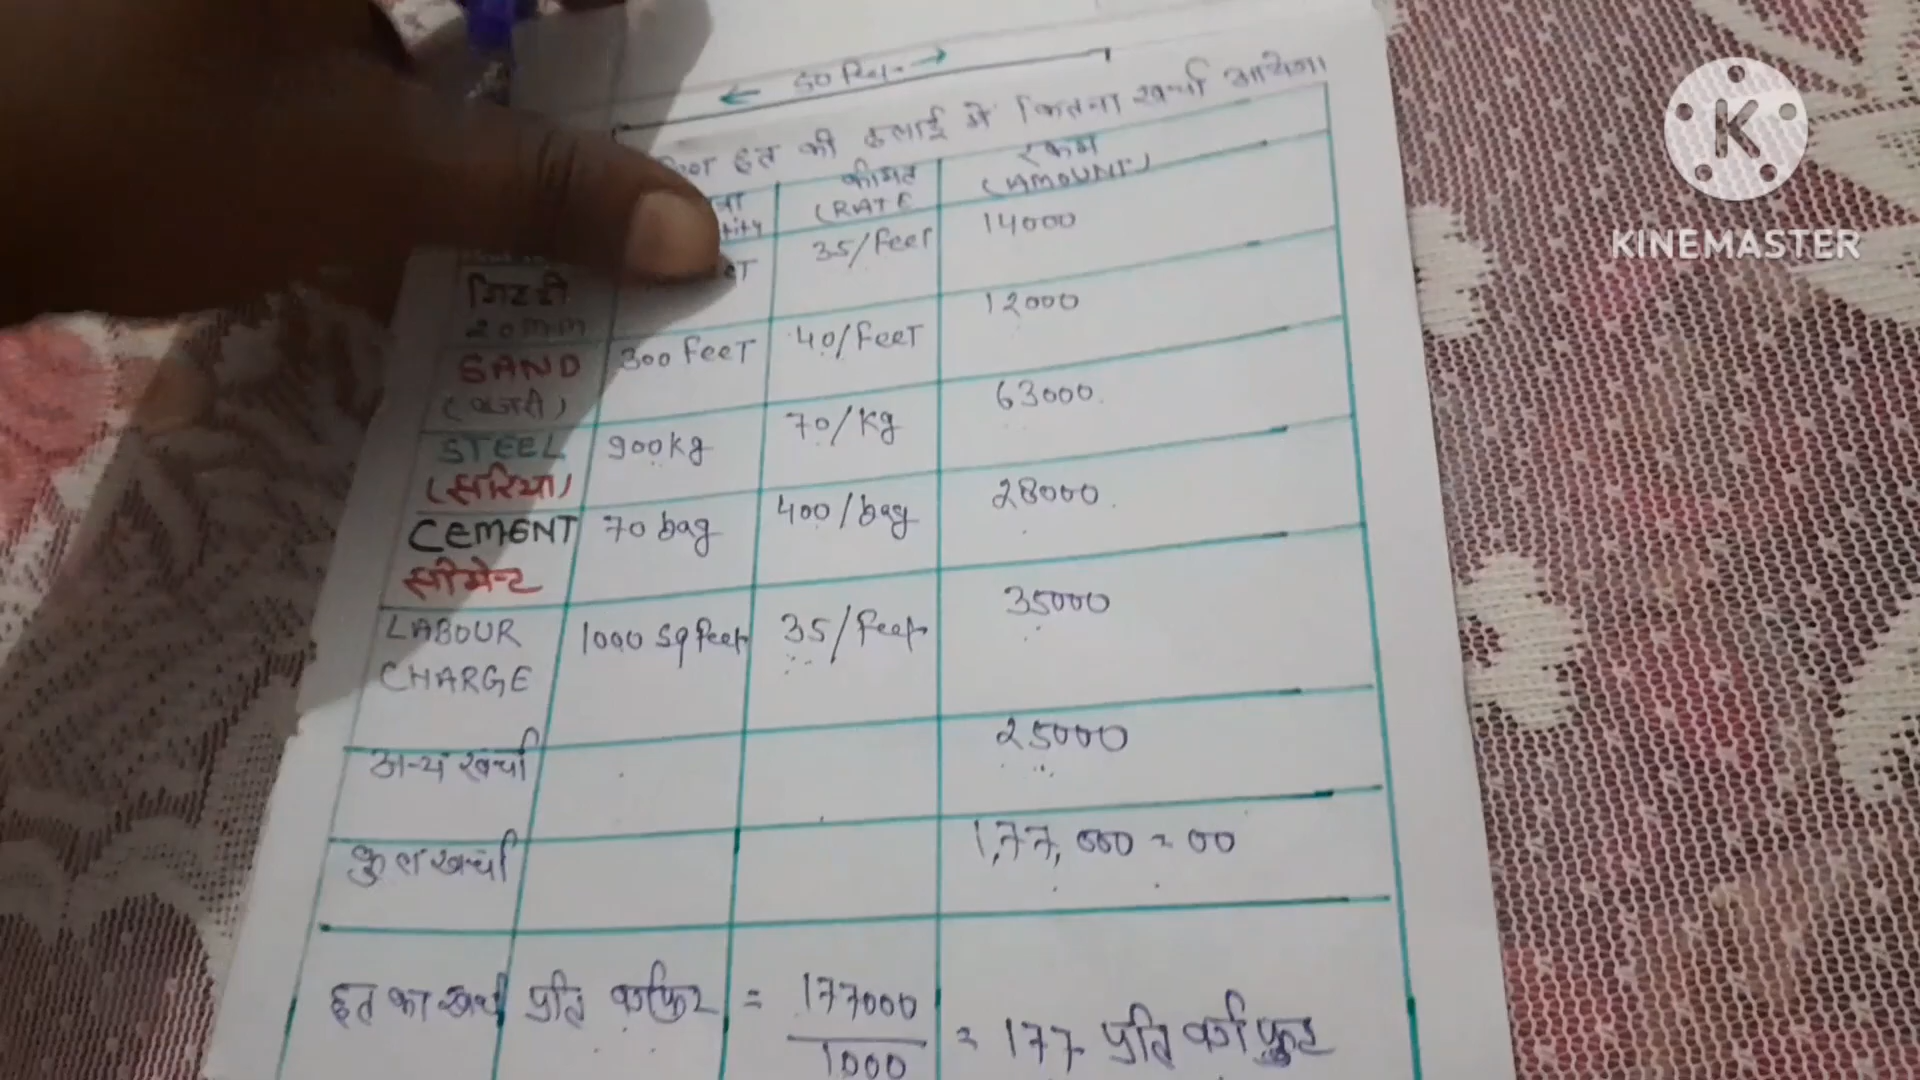 50 फिट
छत की ढलाई मे कितना खर्चा आयेगा
कीमत
(RATE
रकम
(AMOUNT)
गिट्टी
20mm
35/Feet
14000
SAND
(बजरी)
300 FeeT
40/FeeT
12000
STEEL
(सरिया)
900kg
70/Kg
63000
CEMENT
सीमेन्ट
70 bag
400/bag
28000
LABOUR
CHARGE
1000 sqfeet
35/feet
35000
अन्य खर्चा
25000
कुल खर्चा
1,77,000=00
छत का खर्चा प्रति वर्गफिट = 177000
1000
= 177 प्रति वर्ग फुट
KINEMASTER